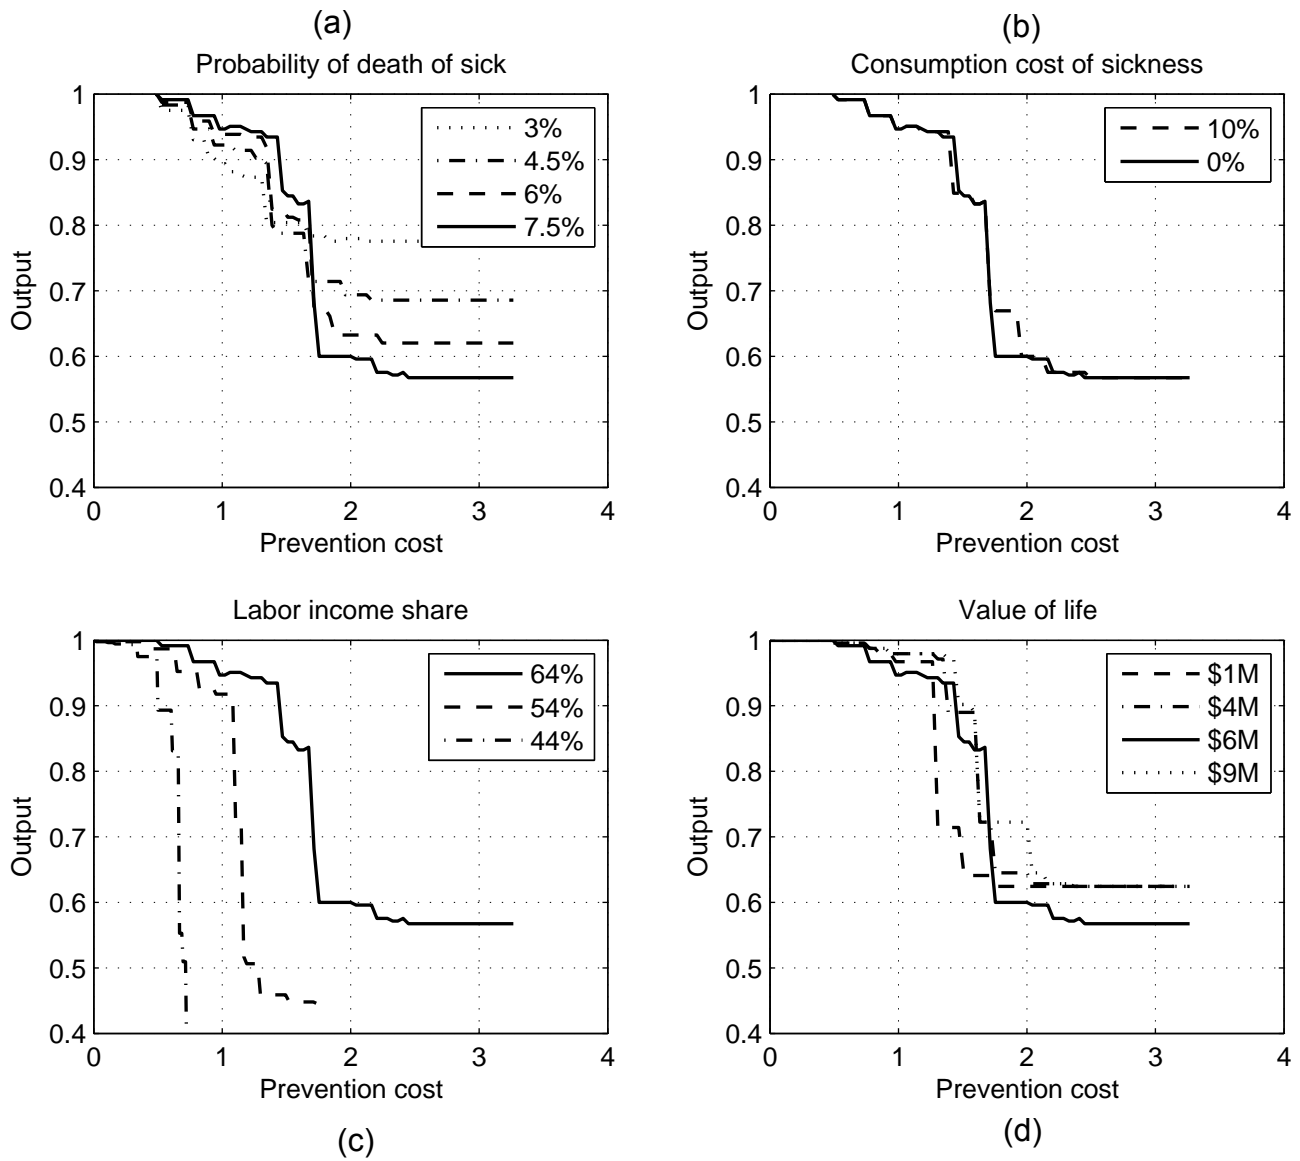 (a)
Probability of death of sick
1
0.9
0.8
0.7
0.6
0.5
0.4
Output
3%
4.5%
6%
7.5%
0 1 2 3 4
Prevention cost
(b)
Consumption cost of sickness
1
0.9
0.8
0.7
0.6
0.5
0.4
Output
10%
0%
0 1 2 3 4
Prevention cost
Labor income share
1
0.9
0.8
0.7
0.6
0.5
0.4
Output
64%
54%
44%
0 1 2 3 4
Prevention cost
(c)
Value of life
1
0.9
0.8
0.7
0.6
0.5
0.4
Output
$1M
$4M
$6M
$9M
0 1 2 3 4
Prevention cost
(d)